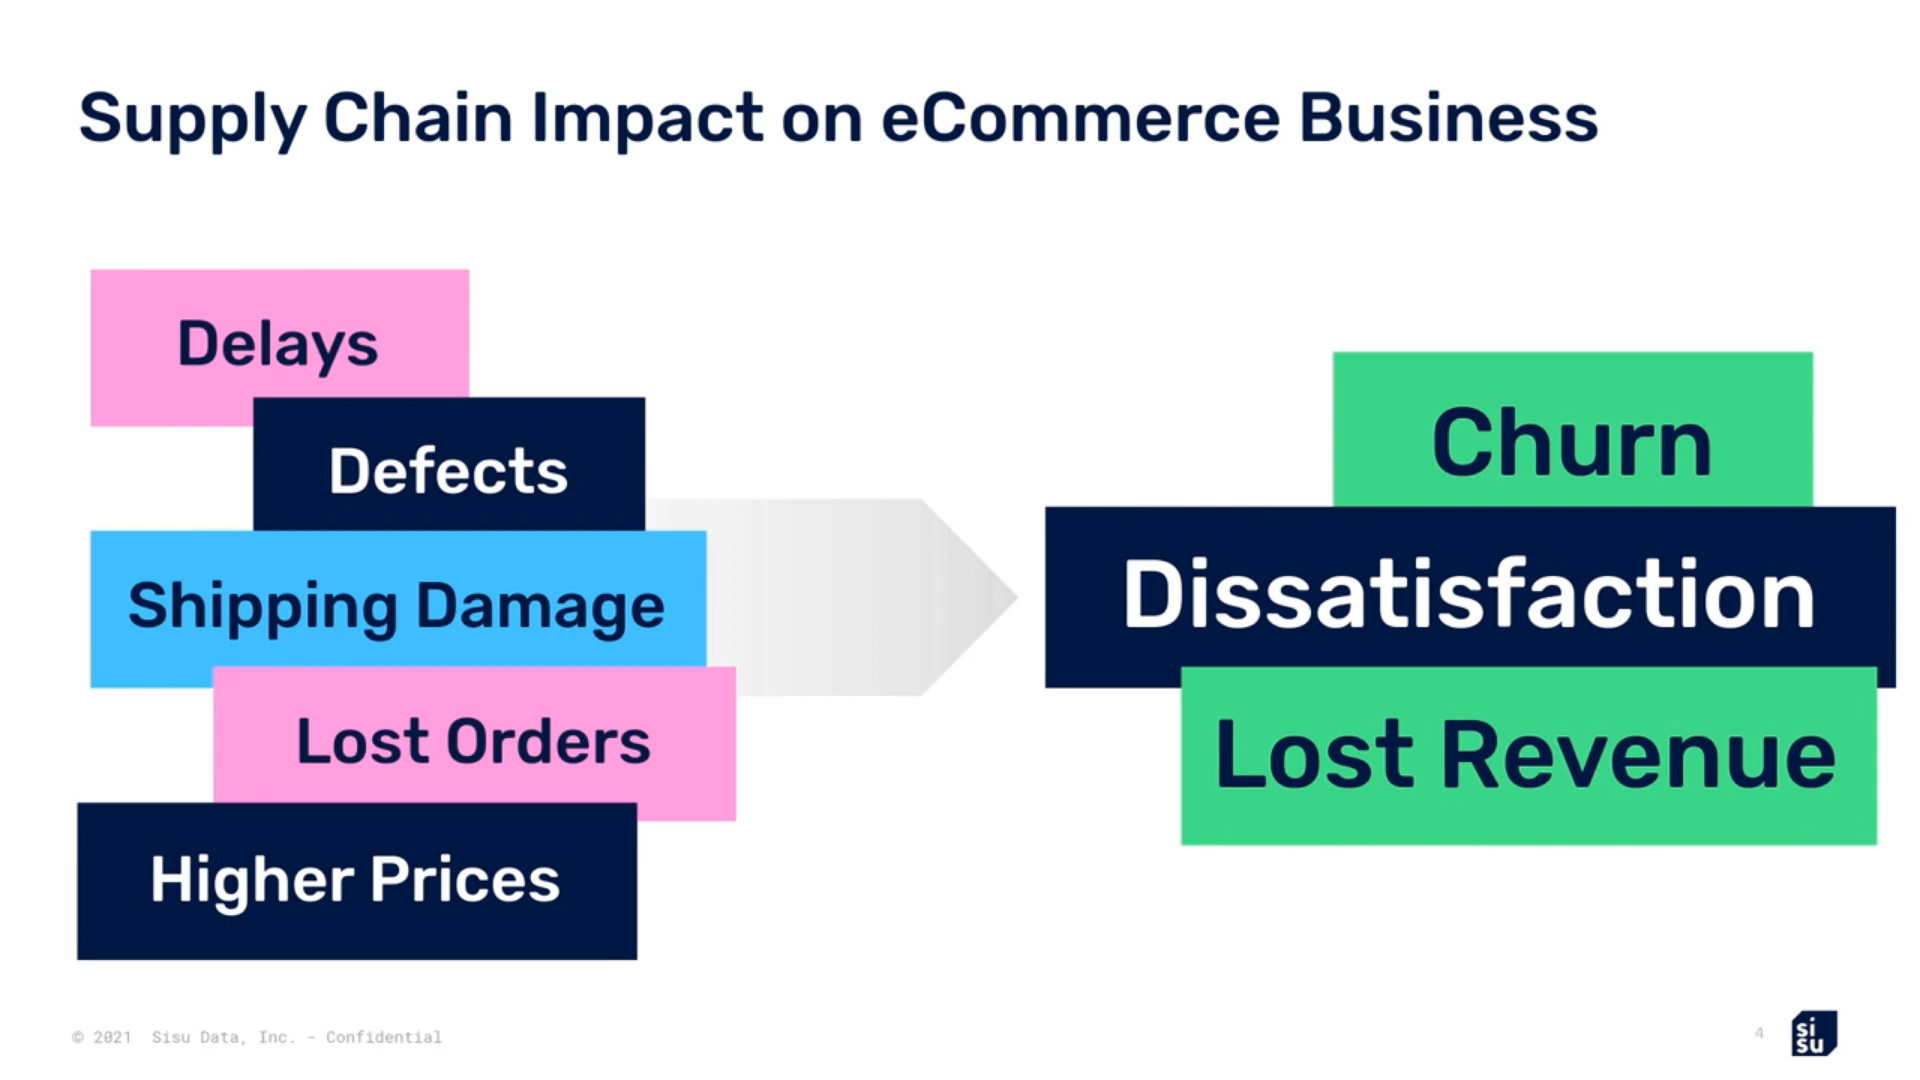 Supply Chain Impact on eCommerce Business
Delays
Defects
Shipping Damage
Lost Orders
Higher Prices
Churn
Dissatisfaction
Lost Revenue
© 2021 Sisu Data, Inc. - Confidential
4
si
su